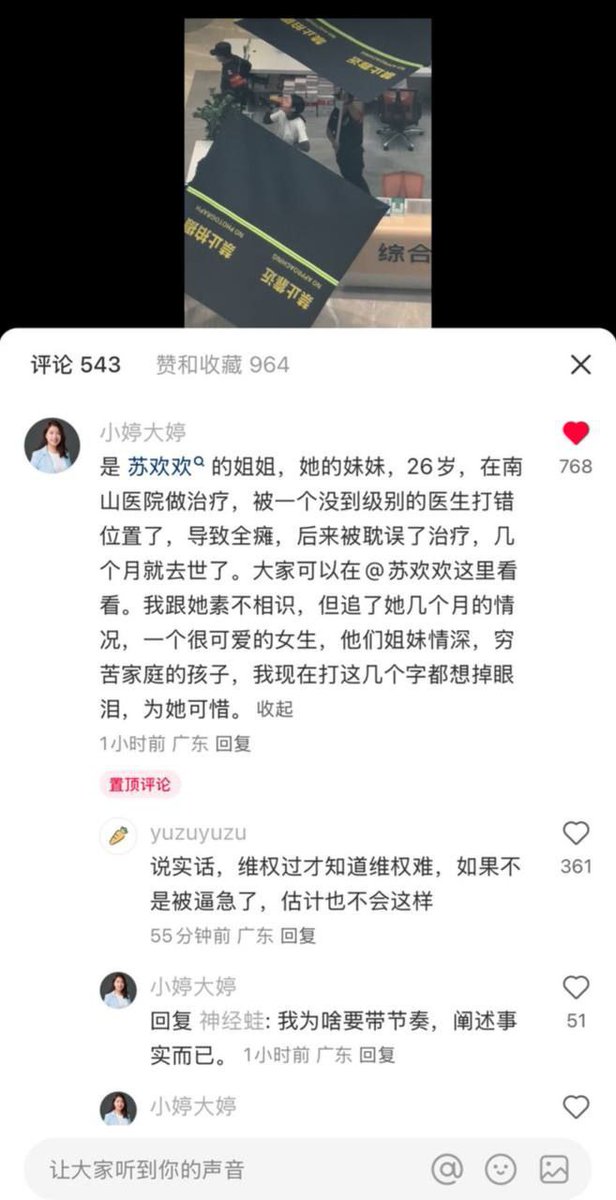 禁止拍摄
禁止靠近
NO APPROACHING
NO PHOTOGRAPH
禁止拍摄
NO APPROACHING
禁止靠近
综合
评论 543
赞和收藏 964
小婷大婷
是 苏欢欢 的姐姐，她的妹妹，26岁，在南
山医院做治疗，被一个没到级别的医生打错
位置了，导致全瘫，后来被耽误了治疗，几
个月就去世了。大家可以在@苏欢欢这里看
看。我跟她素不相识，但追了她几个月的情
况，一个很可爱的女生，他们姐妹情深，穷
苦家庭的孩子，我现在打这几个字都想掉眼
泪，为她可惜。 收起
768
1小时前 广东 回复
置顶评论
yuzuyuzu
说实话，维权过才知道维权难，如果不
是被逼急了，估计也不会这样
361
55分钟前 广东 回复
小婷大婷
回复 神经蛙: 我为啥要带节奏，阐述事
实而已。 1小时前 广东 回复
51
小婷大婷
让大家听到你的声音